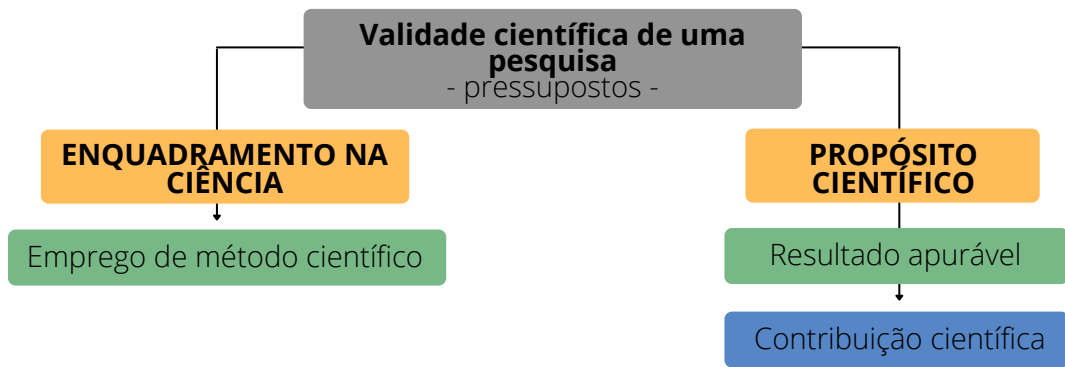 Validade científica de uma
pesquisa
- pressupostos -
ENQUADRAMENTO NA
CIÊNCIA
PROPÓSITO
CIENTÍFICO
Emprego de método científico
Resultado apurável
Contribuição científica